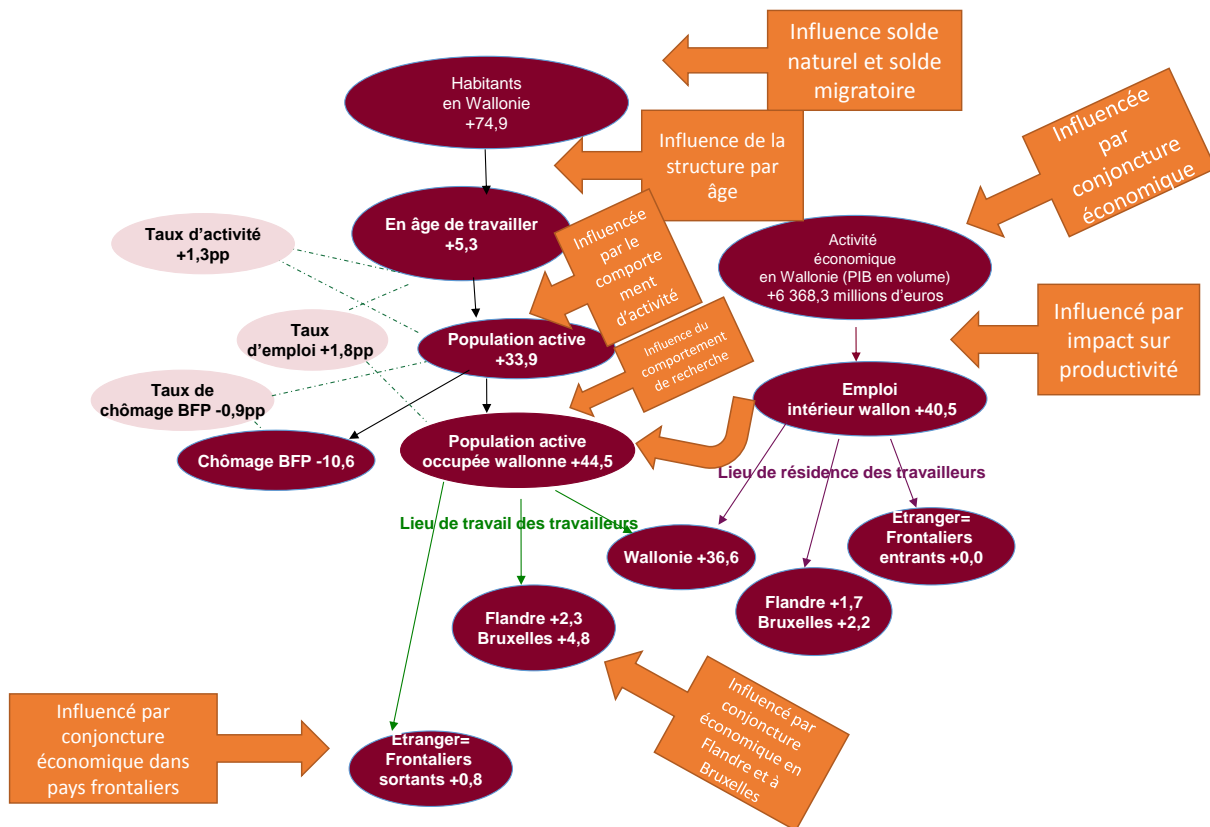 Influence solde
naturel et solde
migratoire
Habitants
en Wallonie
+74,9
Influencée
par
conjoncture
économique
Influence de la
structure par
âge
En âge de travailler
+5,3
Taux d’activité
+1,3pp
Influencée
par le
comporte
ment
d’activité
Activité
économique
en Wallonie (PIB en volume)
+6 368,3 millions d’euros
Taux
d’emploi +1,8pp
Population active
+33,9
Influence du
comportement
de recherche
Influencé par
impact sur
productivité
Taux de
chômage BFP -0,9pp
Emploi
intérieur wallon +40,5
Chômage BFP -10,6
Population active
occupée wallonne +44,5
Lieu de résidence des travailleurs
Lieu de travail des travailleurs
Etranger=
Frontaliers
entrants +0,0
Wallonie +36,6
Flandre +2,3
Bruxelles +4,8
Flandre +1,7
Bruxelles +2,2
Influencé par
conjoncture
économique en
Flandre et à
Bruxelles
Influencé par
conjoncture
économique dans
pays frontaliers
Etranger=
Frontaliers
sortants +0,8